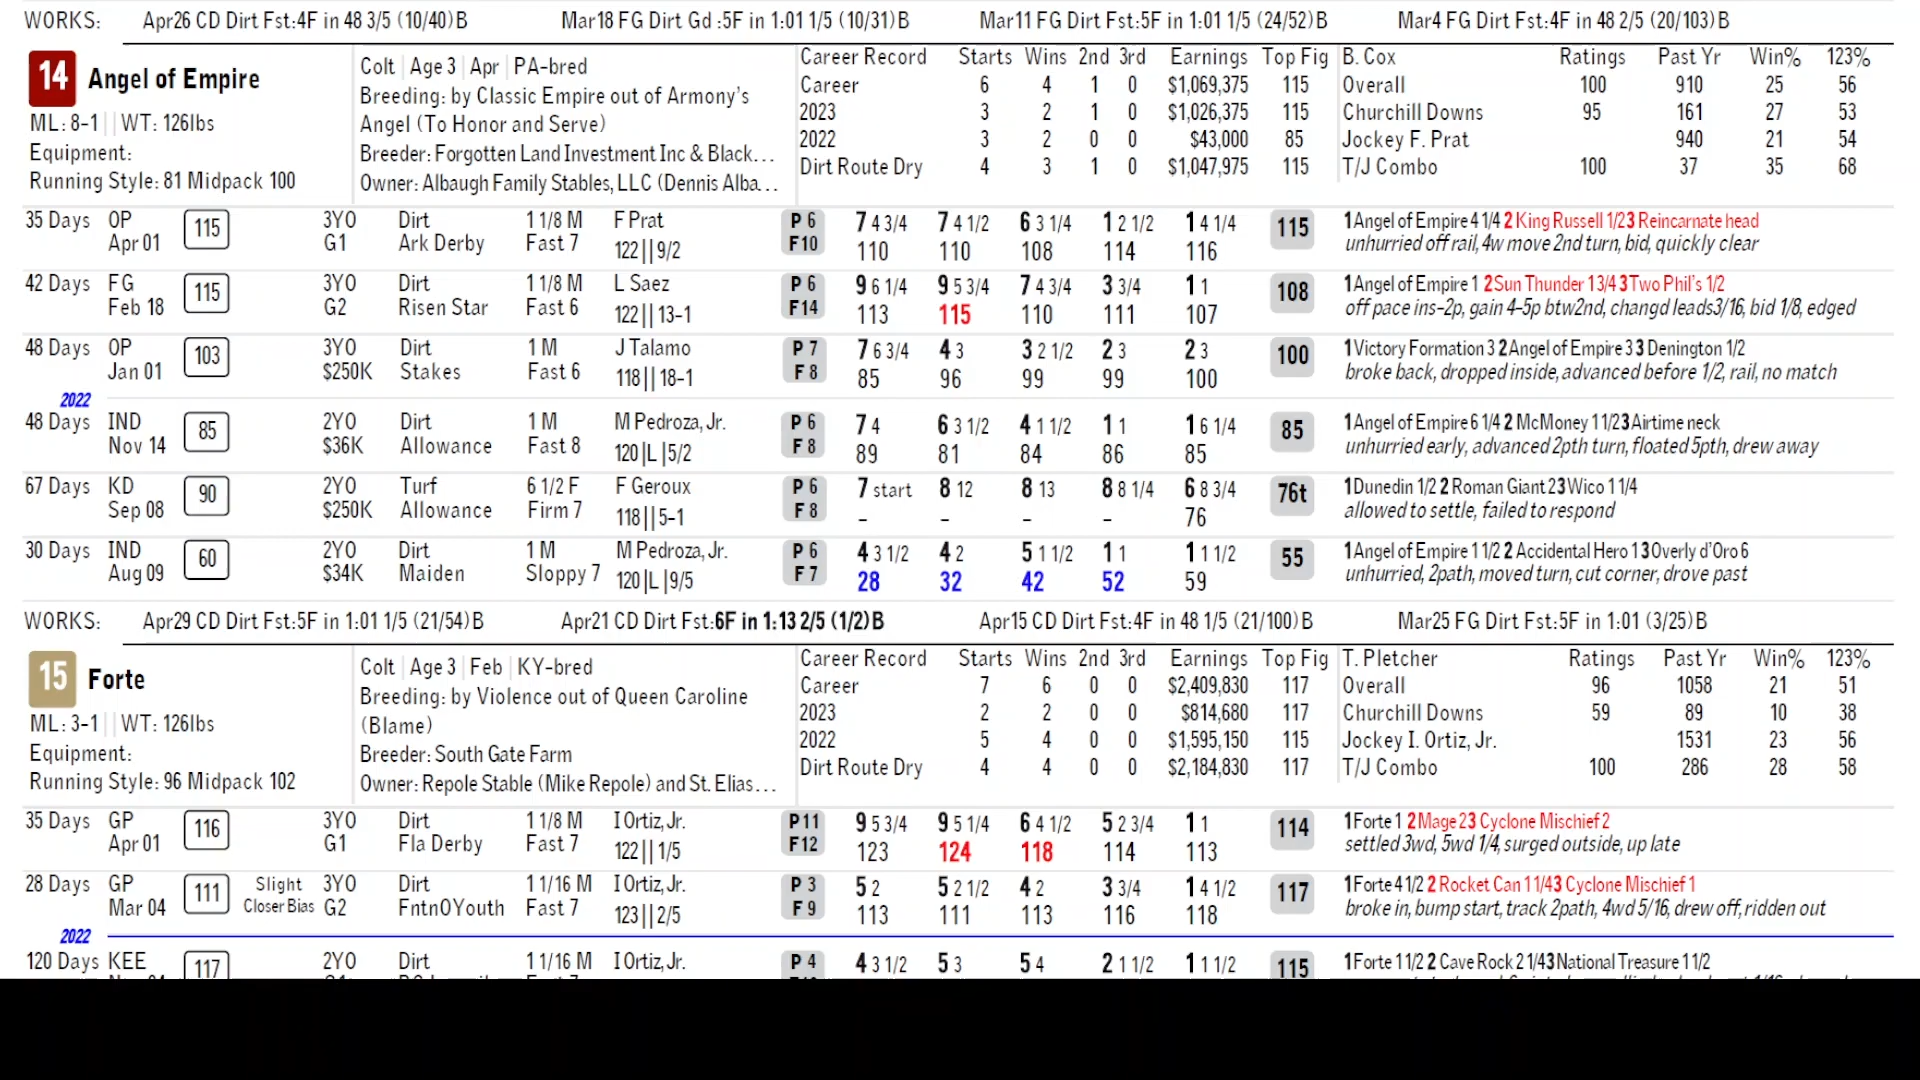 WORKS: Apr26 CD Dirt Fst:4F in 48 3/5 (10/40)B Mar18 FG Dirt Gd :5F in 1:01 1/5 (10/31)B Mar11 FG Dirt Fst:5F in 1:01 1/5 (24/52)B Mar4 FG Dirt Fst:4F in 48 2/5 (20/103)B
14 Angel of Empire
ML: 8-1 | WT: 126lbs
Equipment:
Running Style: 81 Midpack 100
Colt | Age 3 | Apr | PA-bred
Breeding: by Classic Empire out of Armony's
Angel (To Honor and Serve)
Breeder: Forgotten Land Investment Inc & Black...
Owner: Albaugh Family Stables, LLC (Dennis Alba...
Career Record Starts Wins 2nd 3rd Earnings Top Fig
Career 6 4 1 0 $1,069,375 115
2023 3 2 1 0 $1,026,375 115
2022 3 2 0 0 $43,000 85
Dirt Route Dry 4 3 1 0 $1,047,975 115
B. Cox Ratings Past Yr Win% 123%
Overall 100 910 25 56
Churchill Downs 95 161 27 53
Jockey F. Prat 940 21 54
T/J Combo 100 37 35 68
35 Days OP 115 3YO Dirt 1 1/8 M F Prat P 6 7 4 3/4 7 4 1/2 6 3 1/4 1 2 1/2 1 4 1/4 115 1Angel of Empire 4 1/4 2 King Russell 1/2 3 Reincarnate head
Apr 01 G1 Ark Derby Fast 7 122||9/2 F10 110 110 108 114 116 unhurried off rail, 4w move 2nd turn, bid, quickly clear
42 Days FG 115 3YO Dirt 1 1/8 M L Saez P 6 9 6 1/4 9 5 3/4 7 4 3/4 3 3/4 1 1 108 1Angel of Empire 1 2Sun Thunder 1 3/4 3Two Phil's 1/2
Feb 18 G2 Risen Star Fast 6 122||13-1 F14 113 115 110 111 107 off pace ins-2p, gain 4-5p btw2nd, changd leads3/16, bid 1/8, edged
48 Days OP 103 3YO Dirt 1 M J Talamo P 7 7 6 3/4 4 3 3 2 1/2 2 3 2 3 100 1Victory Formation 3 2Angel of Empire 3 3 Denington 1/2
Jan 01 $250K Stakes Fast 6 118||18-1 F 8 85 96 99 99 100 broke back, dropped inside, advanced before 1/2, rail, no match
2022
48 Days IND 85 2YO Dirt 1 M M Pedroza, Jr. P 6 7 4 6 3 1/2 4 1 1/2 1 1 1 6 1/4 85 1Angel of Empire 6 1/4 2 McMoney 1 1/2 3Airtime neck
Nov 14 $36K Allowance Fast 8 120|L|5/2 F 8 89 81 84 86 85 unhurried early, advanced 2pth turn, floated 5pth, drew away
67 Days KD 90 2YO Turf 6 1/2 F F Geroux P 6 7 start 8 12 8 13 8 8 1/4 6 8 3/4 76t 1Dunedin 1/2 2 Roman Giant 2 3Wico 1 1/4
Sep 08 $250K Allowance Firm 7 118||5-1 F 8 - - - - 76 allowed to settle, failed to respond
30 Days IND 60 2YO Dirt 1 M M Pedroza, Jr. P 6 4 3 1/2 4 2 5 1 1/2 1 1 1 1 1/2 55 1Angel of Empire 1 1/2 2 Accidental Hero 1 3Overly d'Oro 6
Aug 09 $34K Maiden Sloppy 7 120|L|9/5 F 7 28 32 42 52 59 unhurried, 2path, moved turn, cut corner, drove past
WORKS: Apr29 CD Dirt Fst:5F in 1:01 1/5 (21/54)B Apr21 CD Dirt Fst:6F in 1:13 2/5 (1/2)B Apr15 CD Dirt Fst:4F in 48 1/5 (21/100)B Mar25 FG Dirt Fst:5F in 1:01 (3/25)B
15 Forte
ML: 3-1 | WT: 126lbs
Equipment:
Running Style: 96 Midpack 102
Colt | Age 3 | Feb | KY-bred
Breeding: by Violence out of Queen Caroline
(Blame)
Breeder: South Gate Farm
Owner: Repole Stable (Mike Repole) and St. Elias...
Career Record Starts Wins 2nd 3rd Earnings Top Fig
Career 7 6 0 0 $2,409,830 117
2023 2 2 0 0 $814,680 117
2022 5 4 0 0 $1,595,150 115
Dirt Route Dry 4 4 0 0 $2,184,830 117
T. Pletcher Ratings Past Yr Win% 123%
Overall 96 1058 21 51
Churchill Downs 59 89 10 38
Jockey I. Ortiz, Jr. 1531 23 56
T/J Combo 100 286 28 58
35 Days GP 116 3YO Dirt 1 1/8 M I Ortiz, Jr. P11 9 5 3/4 9 5 1/4 6 4 1/2 5 2 3/4 1 1 114 1Forte 1 2Mage 2 3 Cyclone Mischief 2
Apr 01 G1 Fla Derby Fast 7 122||1/5 F12 123 124 118 114 113 settled 3wd, 5wd 1/4, surged outside, up late
28 Days GP 111 Slight 3YO Dirt 1 1/16 M I Ortiz, Jr. P 3 5 2 5 2 1/2 4 2 3 3/4 1 4 1/2 117 1Forte 4 1/2 2 Rocket Can 1 1/4 3 Cyclone Mischief 1
Mar 04 Closer Bias G2 FntnOYouth Fast 7 123||2/5 F 9 113 111 113 116 118 broke in, bump start, track 2path, 4wd 5/16, drew off, ridden out
2022
120 Days KEE 117 2YO Dirt 1 1/16 M I Ortiz, Jr. P 4 4 3 1/2 5 3 5 4 2 1 1/2 1 1 1/2 115 1Forte 1 1/2 2 Cave Rock 2 1/4 3National Treasure 1 1/2